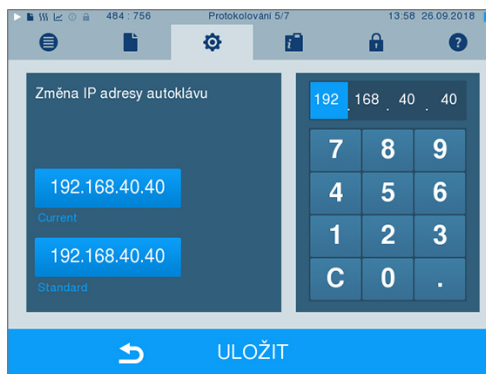 484 : 756 Protokolování 5/7 13:58 26.09.2018
i ?
Změna IP adresy autoklávu
192.168.40.40
Current
192.168.40.40
Standard
192 . 168 . 40 . 40
7 8 9
4 5 6
1 2 3
C 0 .
ULOŽIT